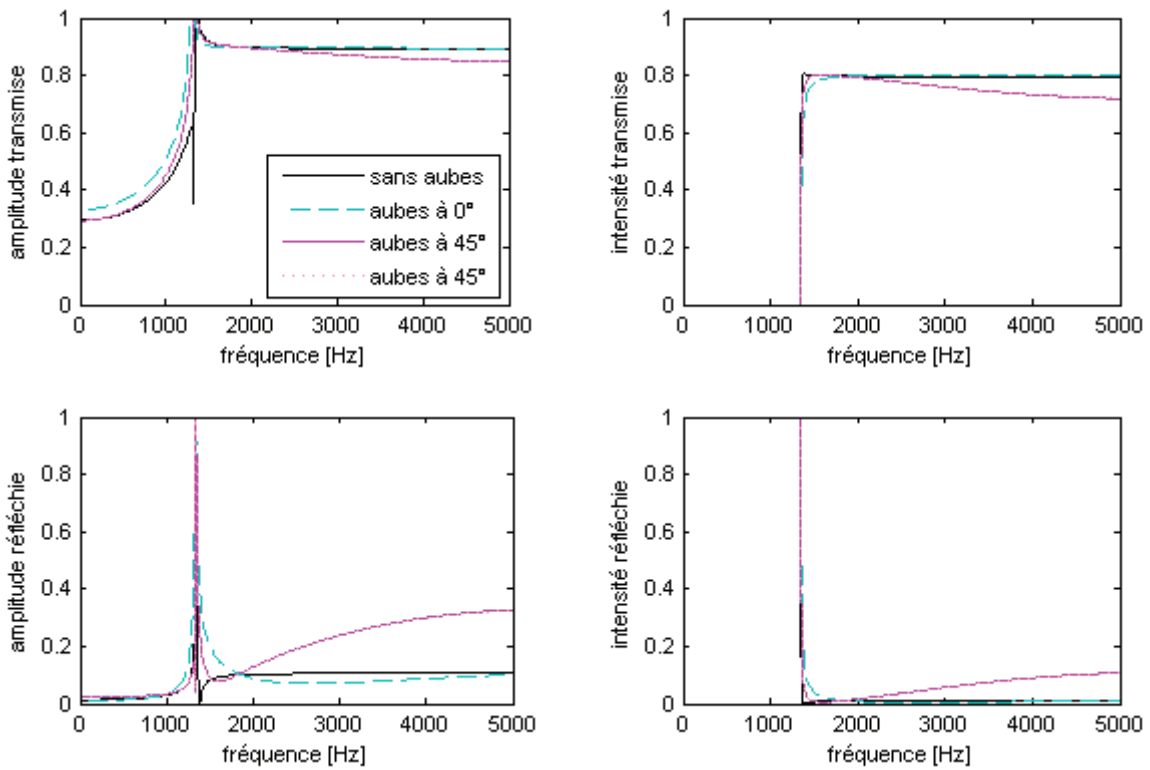 amplitude transmise
1
0.8
0.6
0.4
0.2
0
0 1000 2000 3000 4000 5000
fréquence [Hz]
sans aubes
aubes à 0°
aubes à 45°
aubes à 45°
intensité transmise
1
0.8
0.6
0.4
0.2
0
0 1000 2000 3000 4000 5000
fréquence [Hz]
amplitude réfléchie
1
0.8
0.6
0.4
0.2
0
0 1000 2000 3000 4000 5000
fréquence [Hz]
intensité réfléchie
1
0.8
0.6
0.4
0.2
0
0 1000 2000 3000 4000 5000
fréquence [Hz]